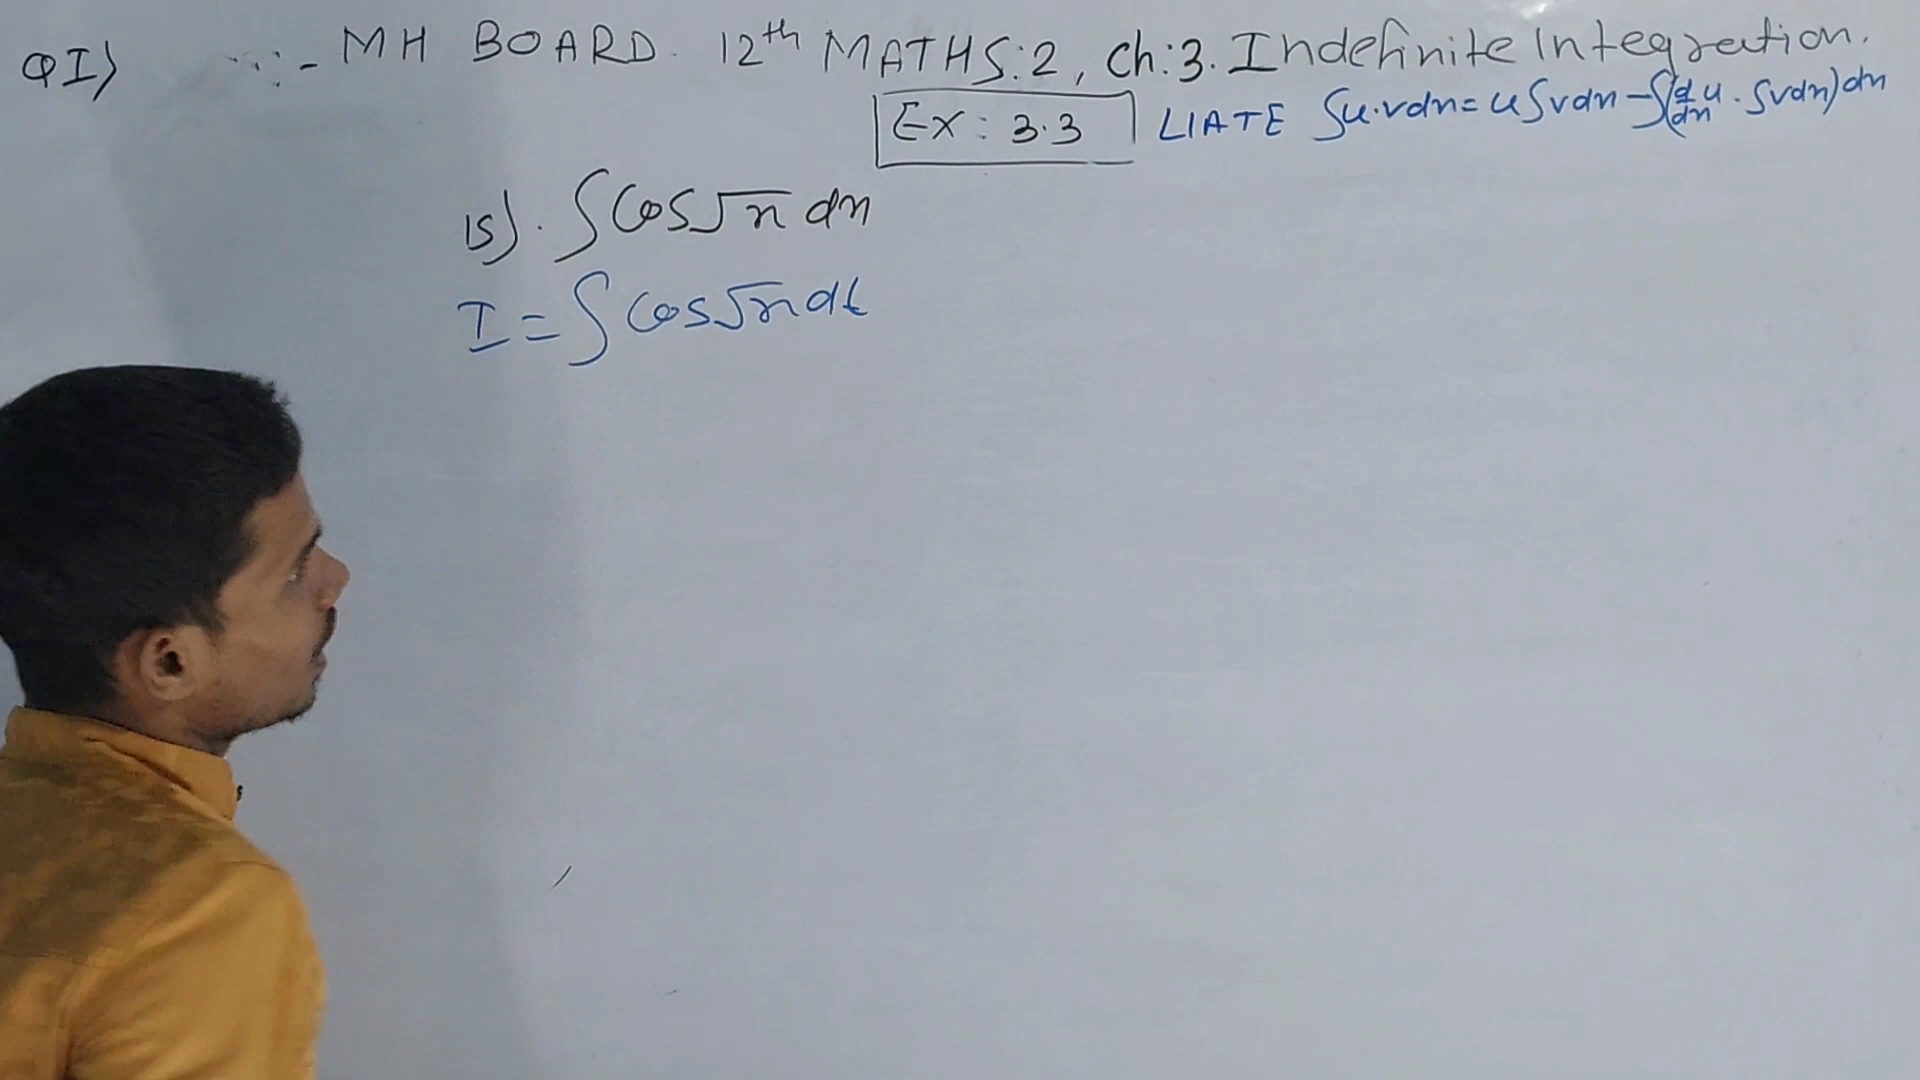 QI) :- MH BOARD. 12th MATHS:2, Ch:3. Indefinite Integration.
Ex: 3.3 LIATE ∫u.vdx = u∫vdx - ∫(d/dx u . ∫vdx)dx
15). ∫cos√x dx
I = ∫cos√x dt